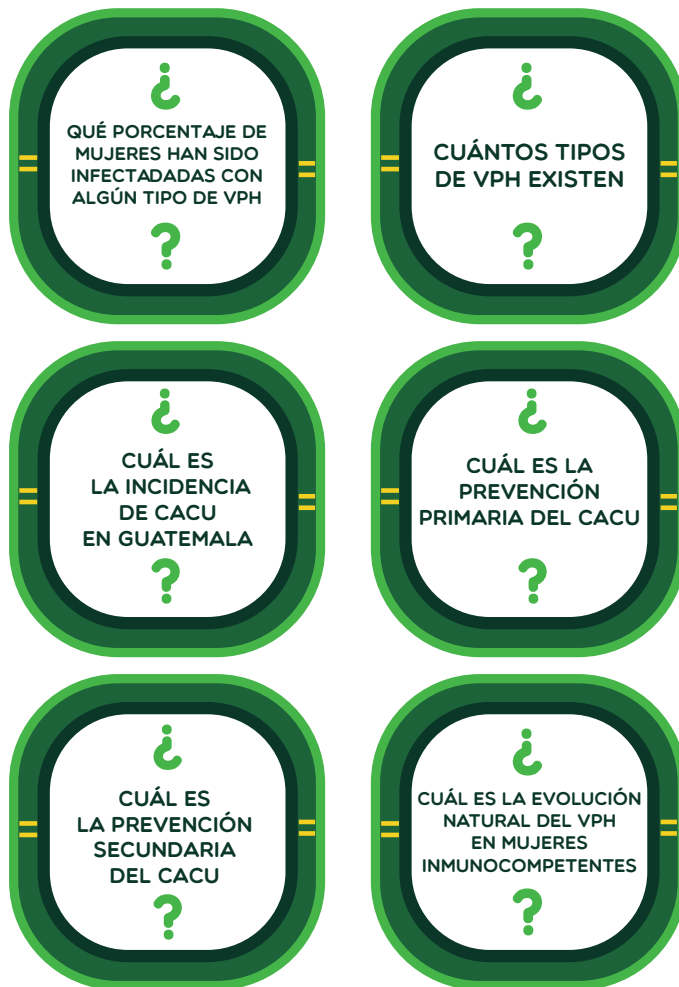 ¿
QUÉ PORCENTAJE DE
MUJERES HAN SIDO
INFECTADADAS CON
ALGÚN TIPO DE VPH
?
¿
CUÁNTOS TIPOS
DE VPH EXISTEN
?
¿
CUÁL ES
LA INCIDENCIA
DE CACU
EN GUATEMALA
?
¿
CUÁL ES LA
PREVENCIÓN
PRIMARIA DEL CACU
?
¿
CUÁL ES
LA PREVENCIÓN
SECUNDARIA
DEL CACU
?
¿
CUÁL ES LA EVOLUCIÓN
NATURAL DEL VPH
EN MUJERES
INMUNOCOMPETENTES
?